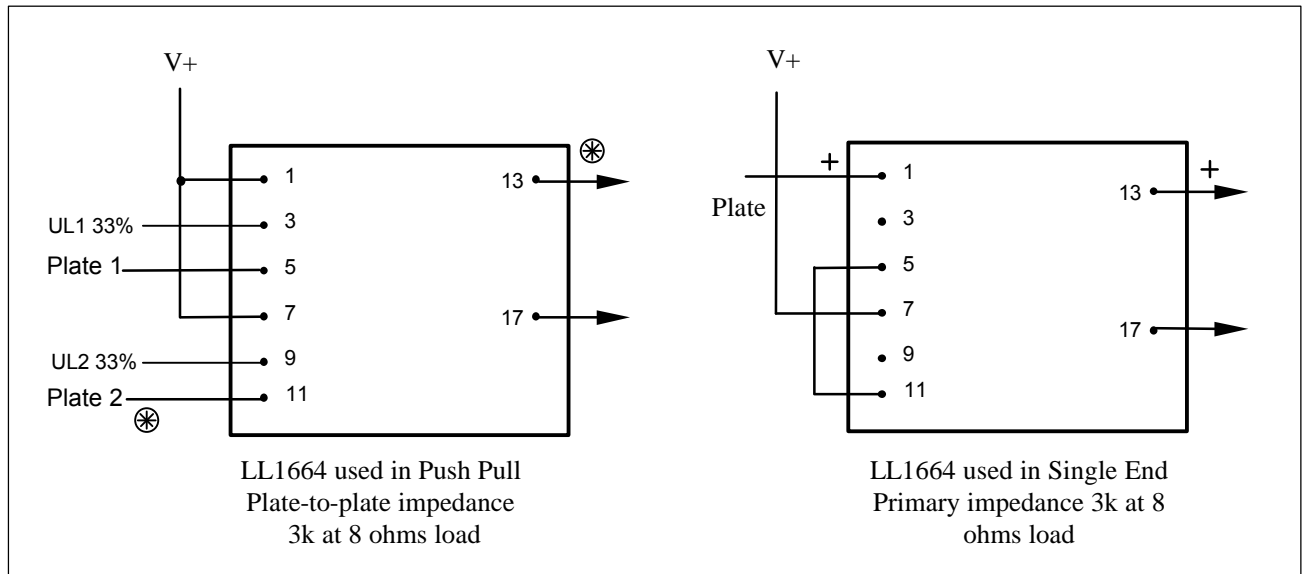 V+
1
UL1 33%
3
Plate 1
5
7
UL2 33%
9
Plate 2
11
13
17
LL1664 used in Push Pull
Plate-to-plate impedance
3k at 8 ohms load
V+
+
Plate
1
3
5
7
9
11
+
13
17
LL1664 used in Single End
Primary impedance 3k at 8
ohms load